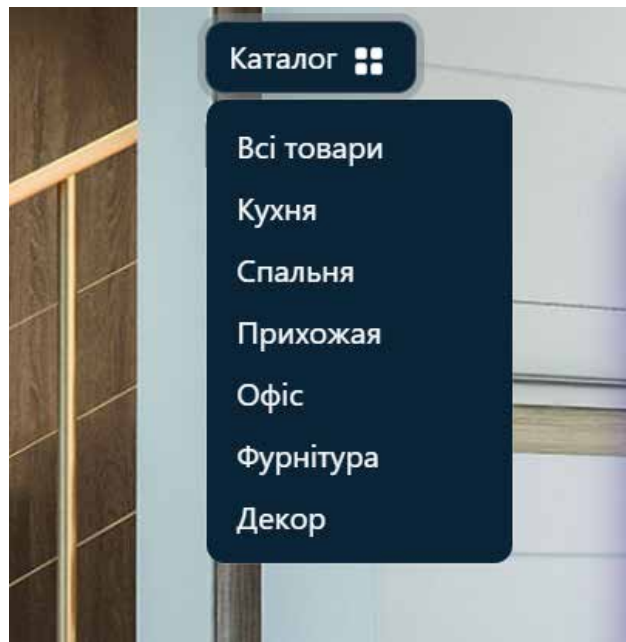 Каталог
Всі товари
Кухня
Спальня
Прихожая
Офіс
Фурнітура
Декор